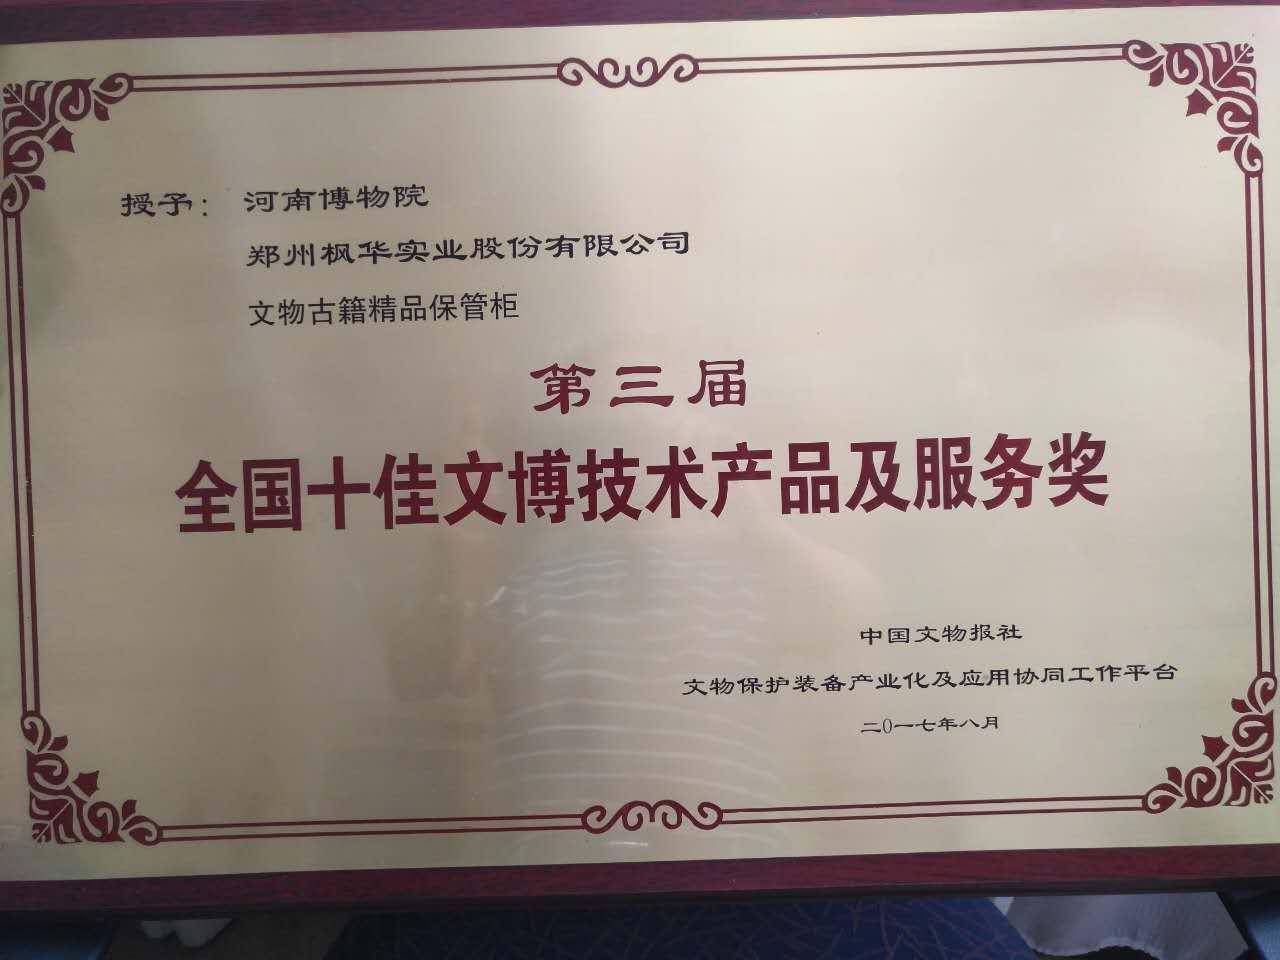 授予：河南博物院
郑州枫华实业股份有限公司
文物古籍精品保管柜
第三届
全国十佳文博技术产品及服务奖
中国文物报社
文物保护装备产业化及应用协同工作平台
二〇一七年八月